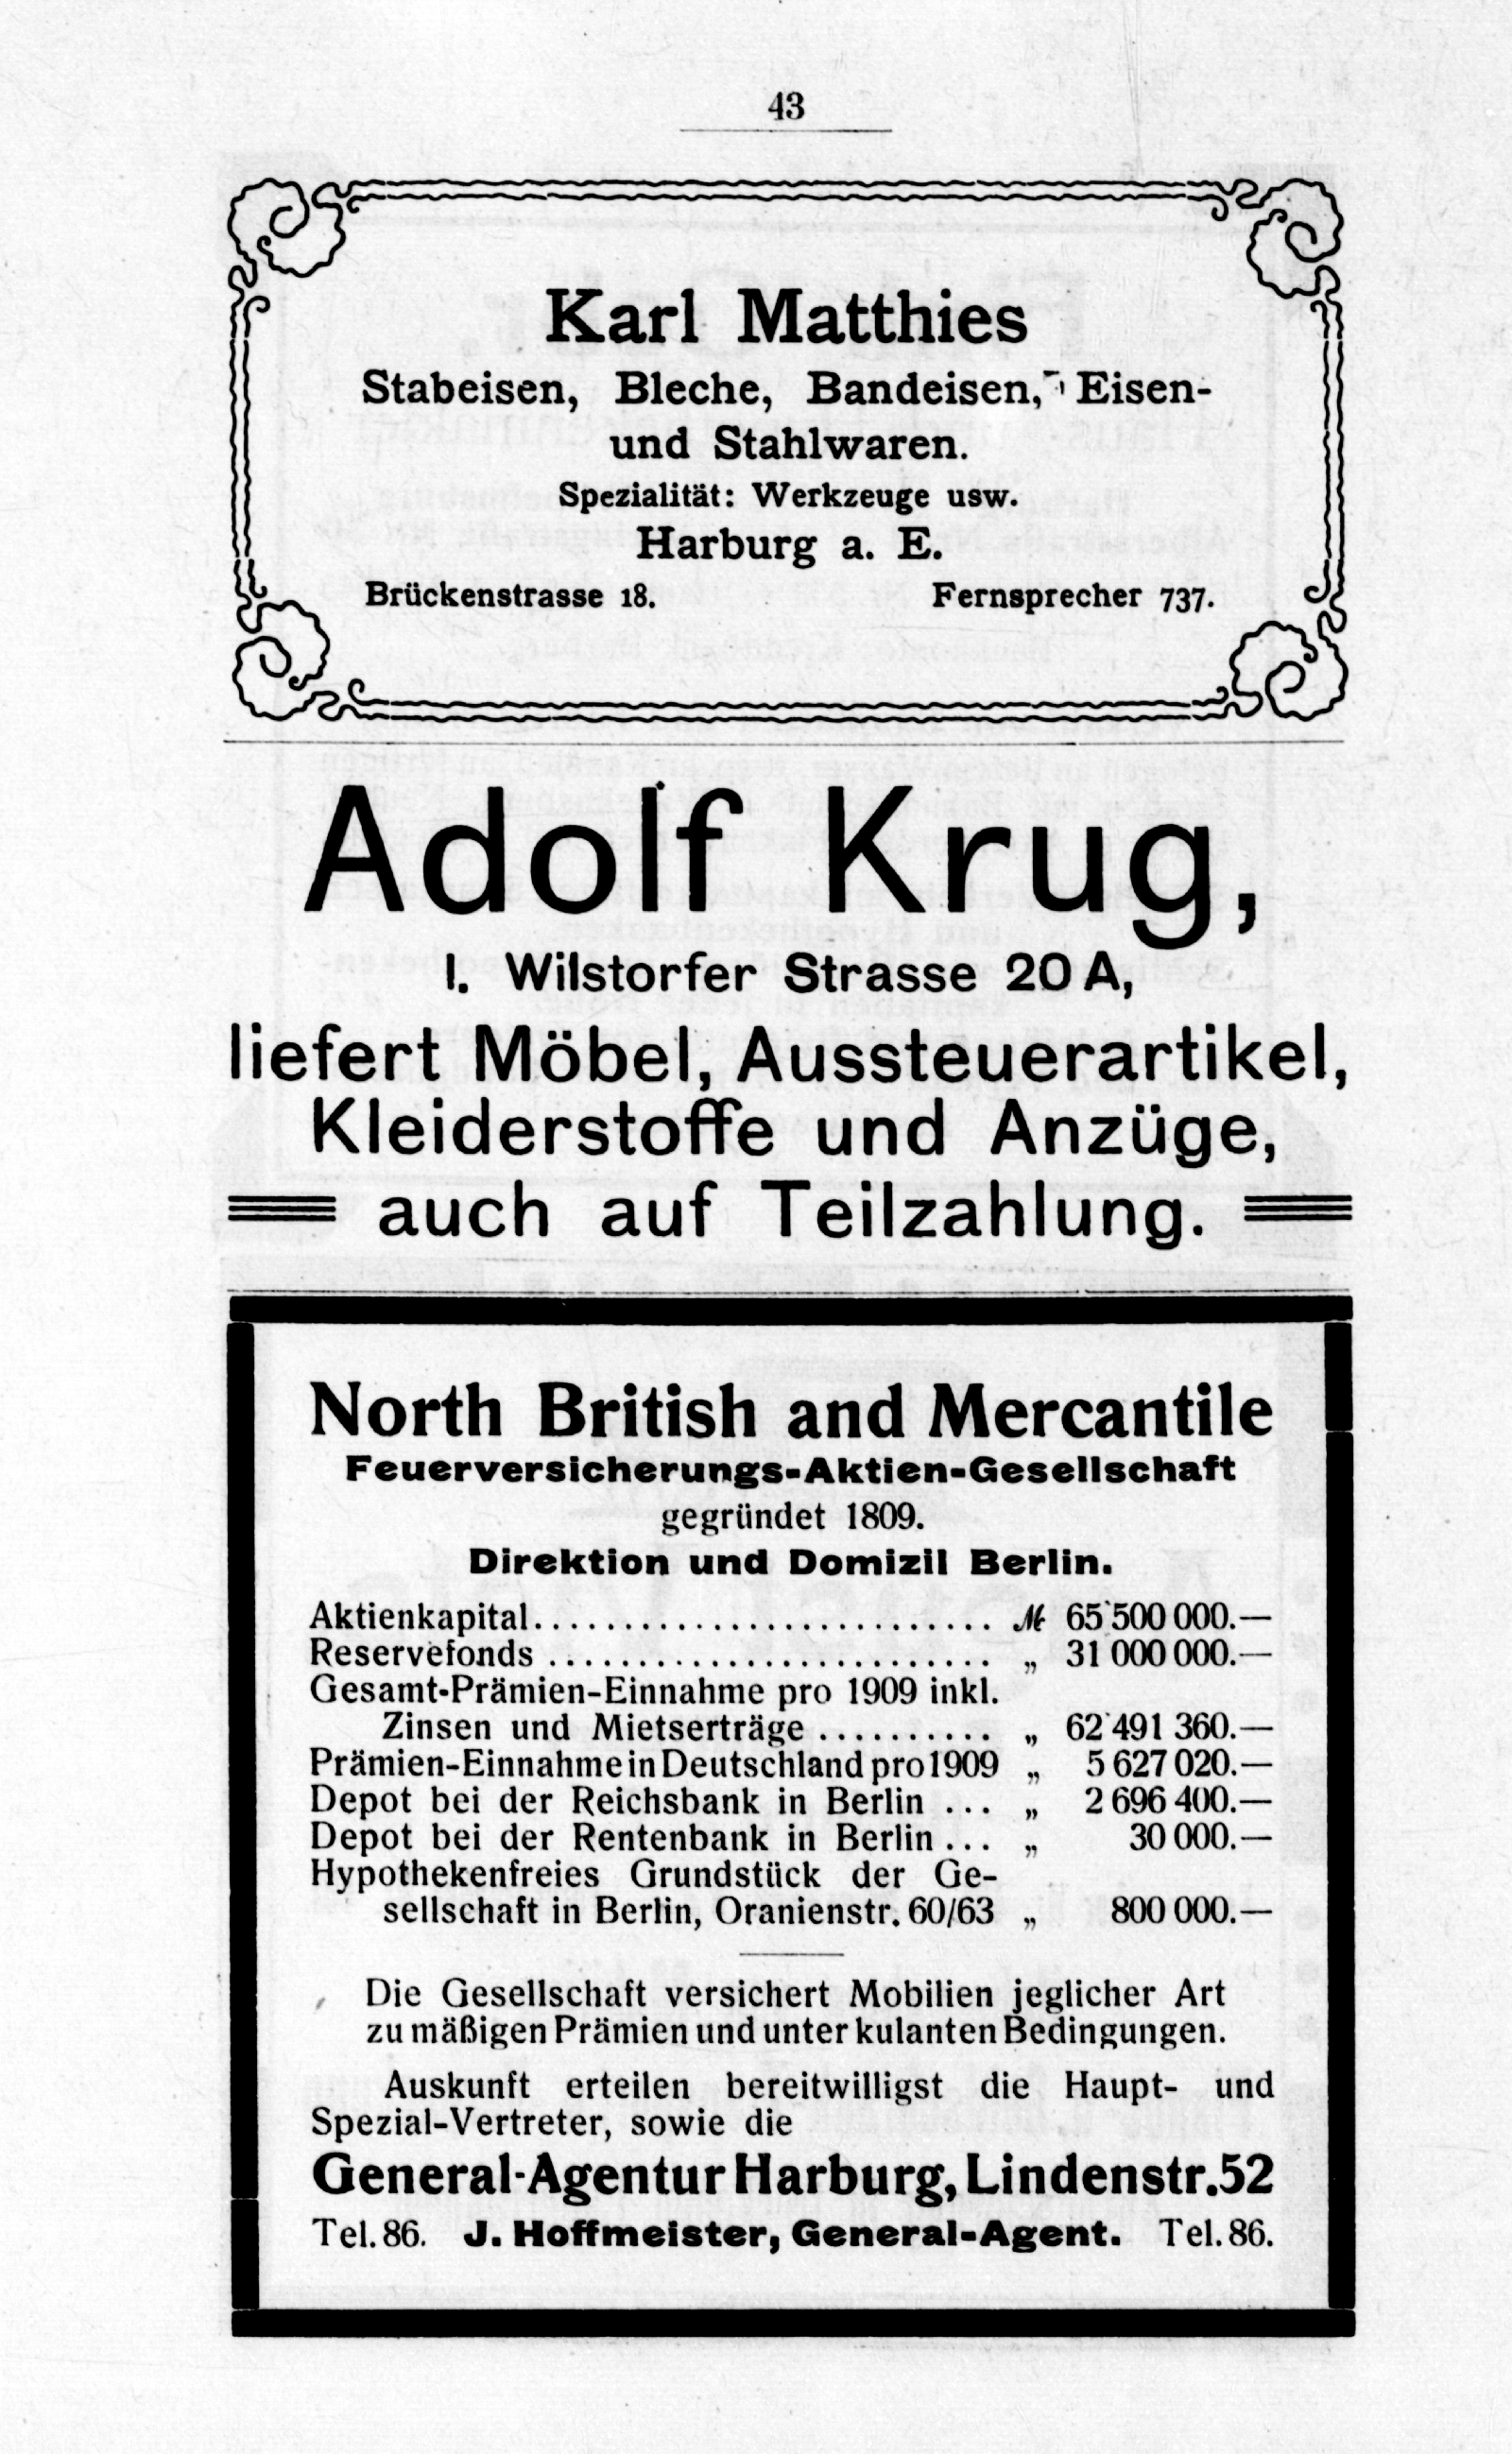 43
Karl Matthies
Stabeisen, Bleche, Bandeisen, Eisen-
und Stahlwaren.
Spezialität: Werkzeuge usw.
Harburg a. E.
Brückenstrasse 18. Fernsprecher 737.
Adolf Krug,
I. Wilstorfer Strasse 20 A,
liefert Möbel, Aussteuerartikel,
Kleiderstoffe und Anzüge,
auch auf Teilzahlung.
North British and Mercantile
Feuerversicherungs-Aktien-Gesellschaft
gegründet 1809.
Direktion und Domizil Berlin.
Aktienkapital........................... ℳ 65 500 000.—
Reservefonds .......................... „ 31 000 000.—
Gesamt-Prämien-Einnahme pro 1909 inkl.
Zinsen und Mietserträge .......... „ 62 491 360.—
Prämien-Einnahme in Deutschland pro 1909 „ 5 627 020.—
Depot bei der Reichsbank in Berlin ... „ 2 696 400.—
Depot bei der Rentenbank in Berlin ... „ 30 000.—
Hypothekenfreies Grundstück der Ge-
sellschaft in Berlin, Oranienstr. 60/63 „ 800 000.—
Die Gesellschaft versichert Mobilien jeglicher Art
zu mäßigen Prämien und unter kulanten Bedingungen.
Auskunft erteilen bereitwilligst die Haupt- und
Spezial-Vertreter, sowie die
General-Agentur Harburg, Lindenstr. 52
Tel. 86. J. Hoffmeister, General-Agent. Tel. 86.